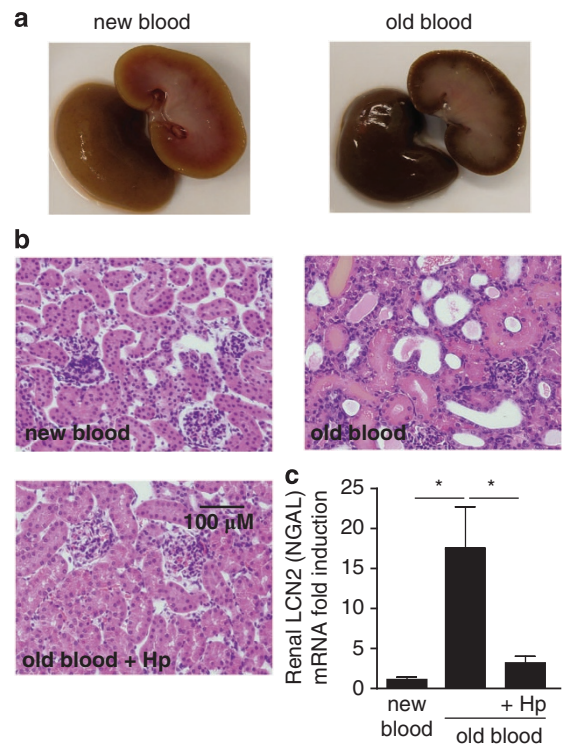 a
new blood
old blood
b
new blood
old blood
100 μM
old blood + Hp
c
Renal LCN2 (NGAL)
mRNA fold induction
25
20
15
10
5
0
*
*
new
blood
+ Hp
old blood